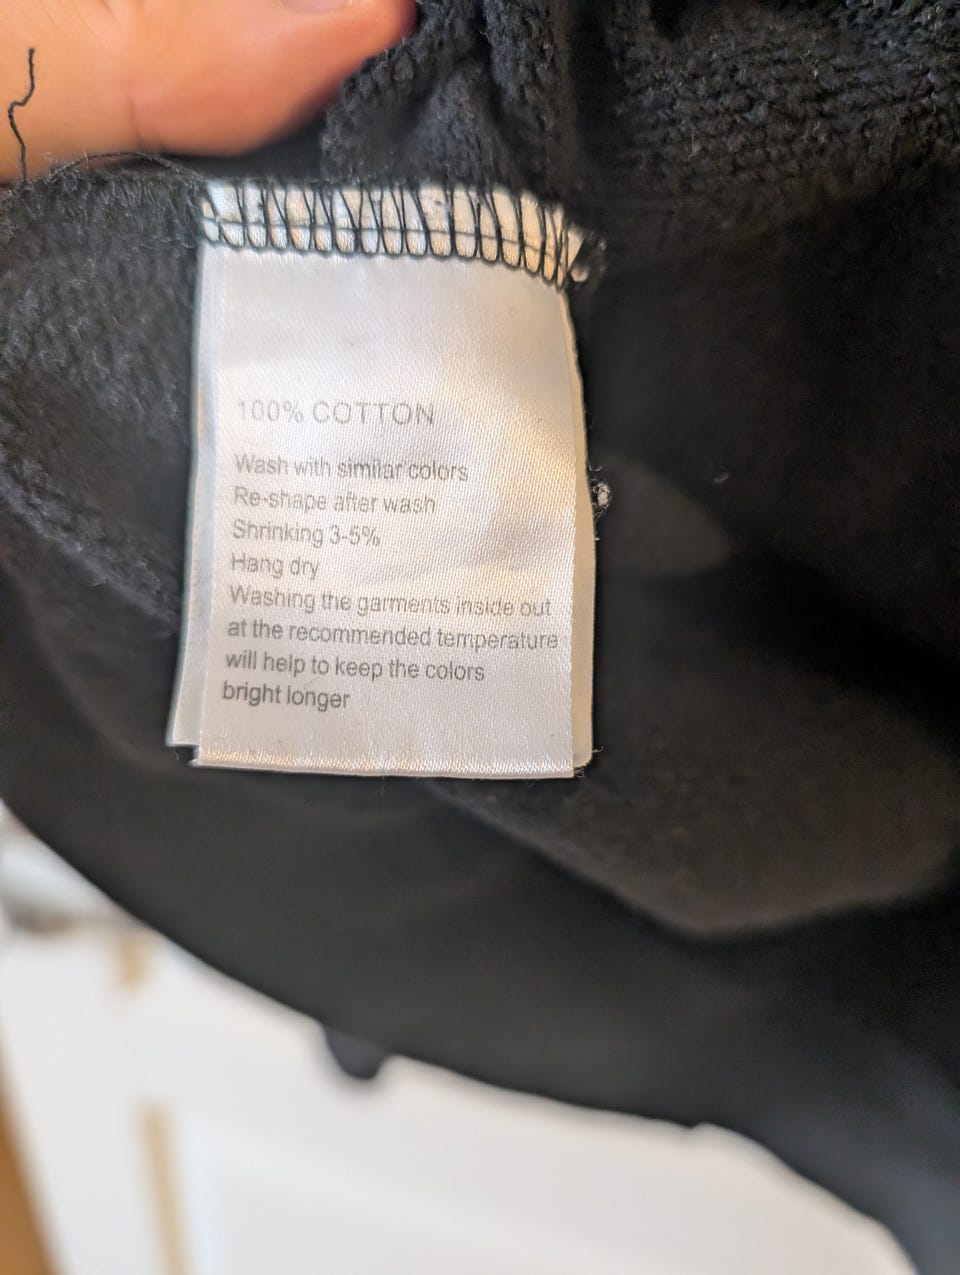 100% COTTON
Wash with similar colors
Re-shape after wash
Shrinking 3-5%
Hang dry
Washing the garments inside out
at the recommended temperature
will help to keep the colors
bright longer